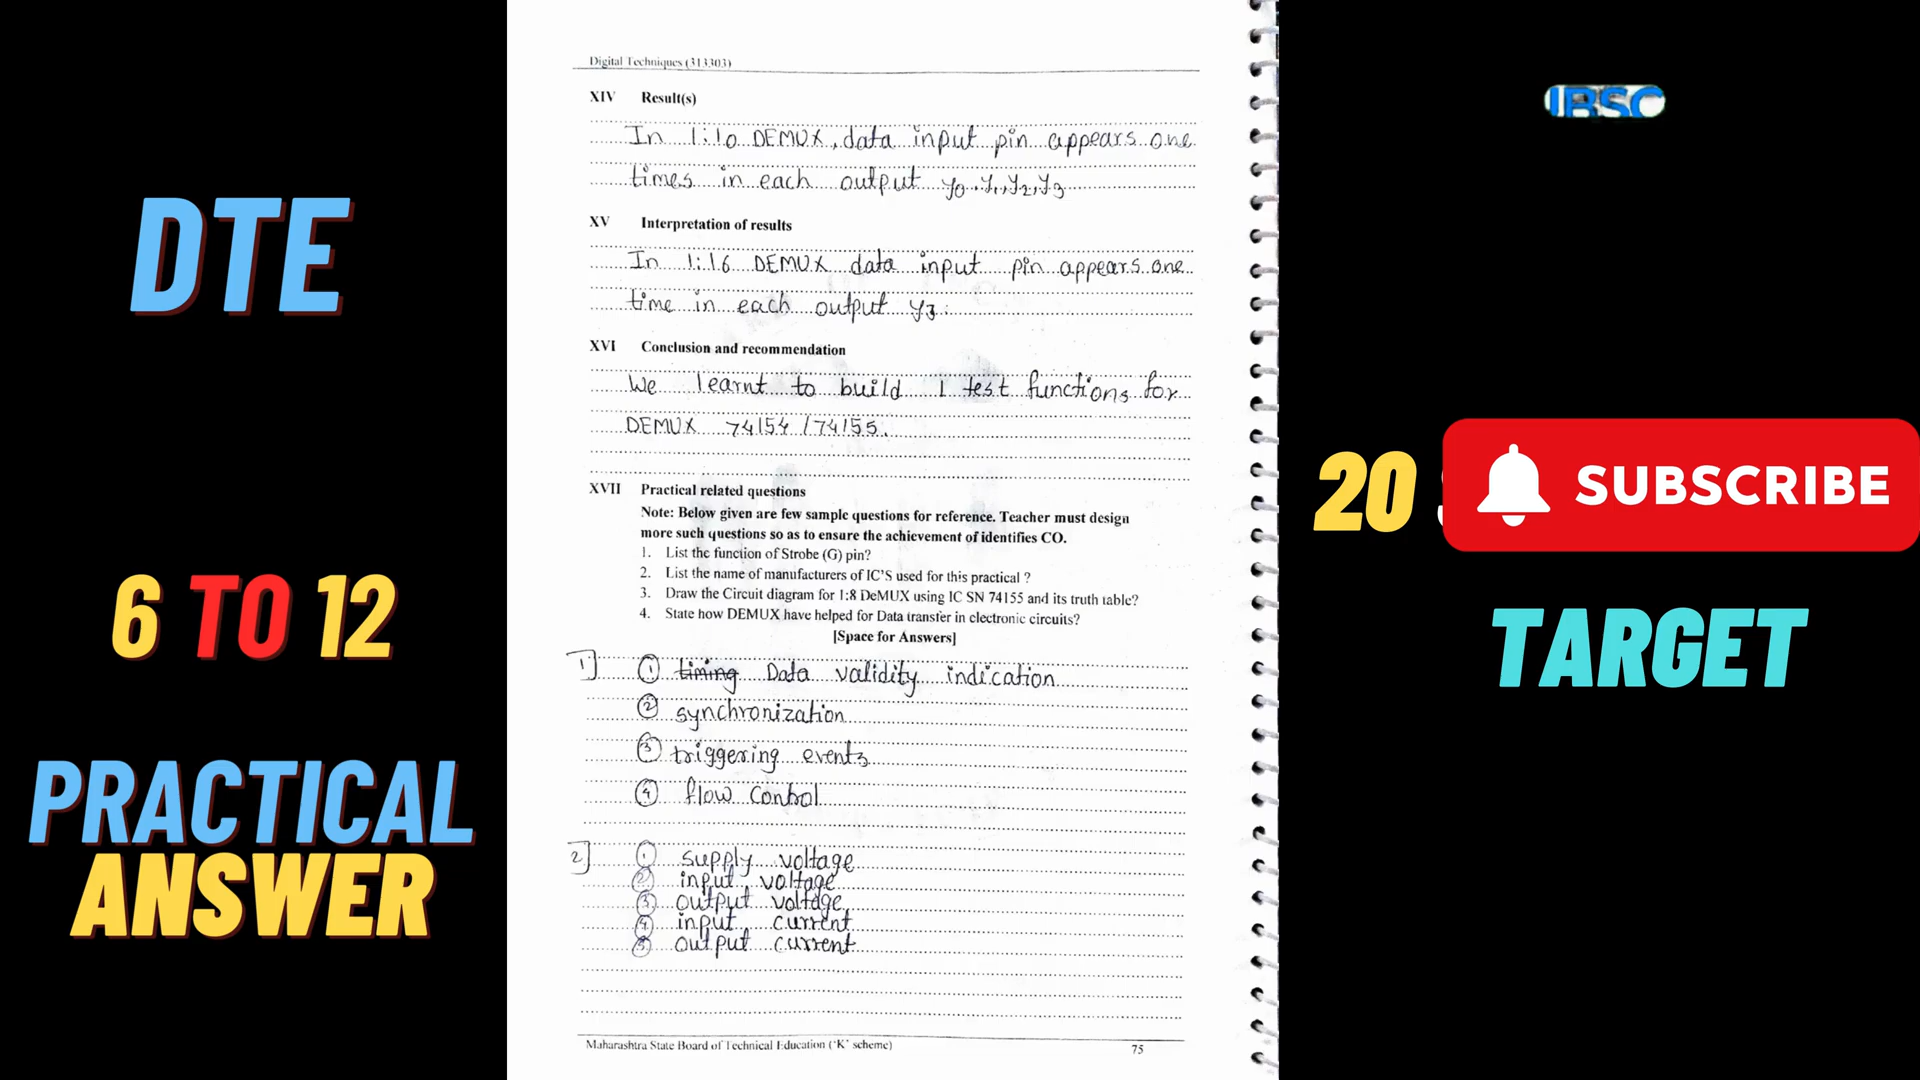 DTE
6 TO 12
PRACTICAL
ANSWER
Digital Techniques (313303)
XIV Result(s)
In 1:10 DEMUX, data input pin appears one
times in each output y0, y1, y2, y3
XV Interpretation of results
In 1:16 DEMUX data input pin appears one
time in each output y3.
XVI Conclusion and recommendation
We learnt to build 1 test functions for
DEMUX 74154 / 74155.
XVII Practical related questions
Note: Below given are few sample questions for reference. Teacher must design
more such questions so as to ensure the achievement of identifies CO.
1. List the function of Strobe (G) pin?
2. List the name of manufacturers of IC'S used for this practical ?
3. Draw the Circuit diagram for 1:8 DeMUX using IC SN 74155 and its truth table?
4. State how DEMUX have helped for Data transfer in electronic circuits?
[Space for Answers]
1] ① timing Data validity indication
② synchronization
③ triggering events
④ flow control
2] ① supply voltage
② input voltage
③ output voltage
④ input current
⑤ output current
Maharashtra State Board of Technical Education ('K' scheme) 75
20
SUBSCRIBE
TARGET